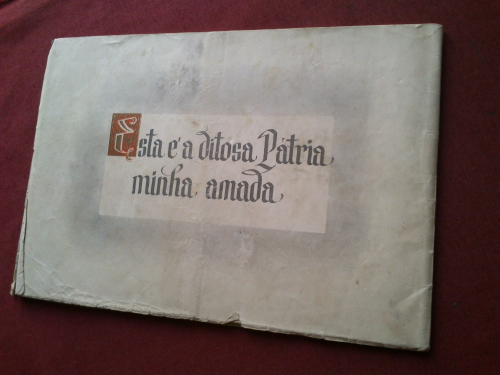 Esta é a ditosa Pátria
minha amada